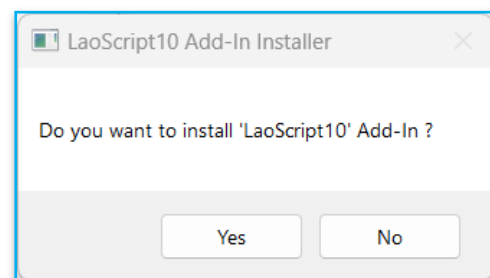 LaoScript10 Add-In Installer
Do you want to install 'LaoScript10' Add-In ?
Yes
No